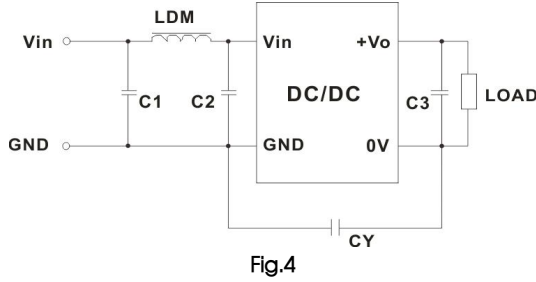 LDM
Vin
Vin
+Vo
C1
C2
DC/DC
C3
LOAD
GND
GND
0V
CY
Fig.4